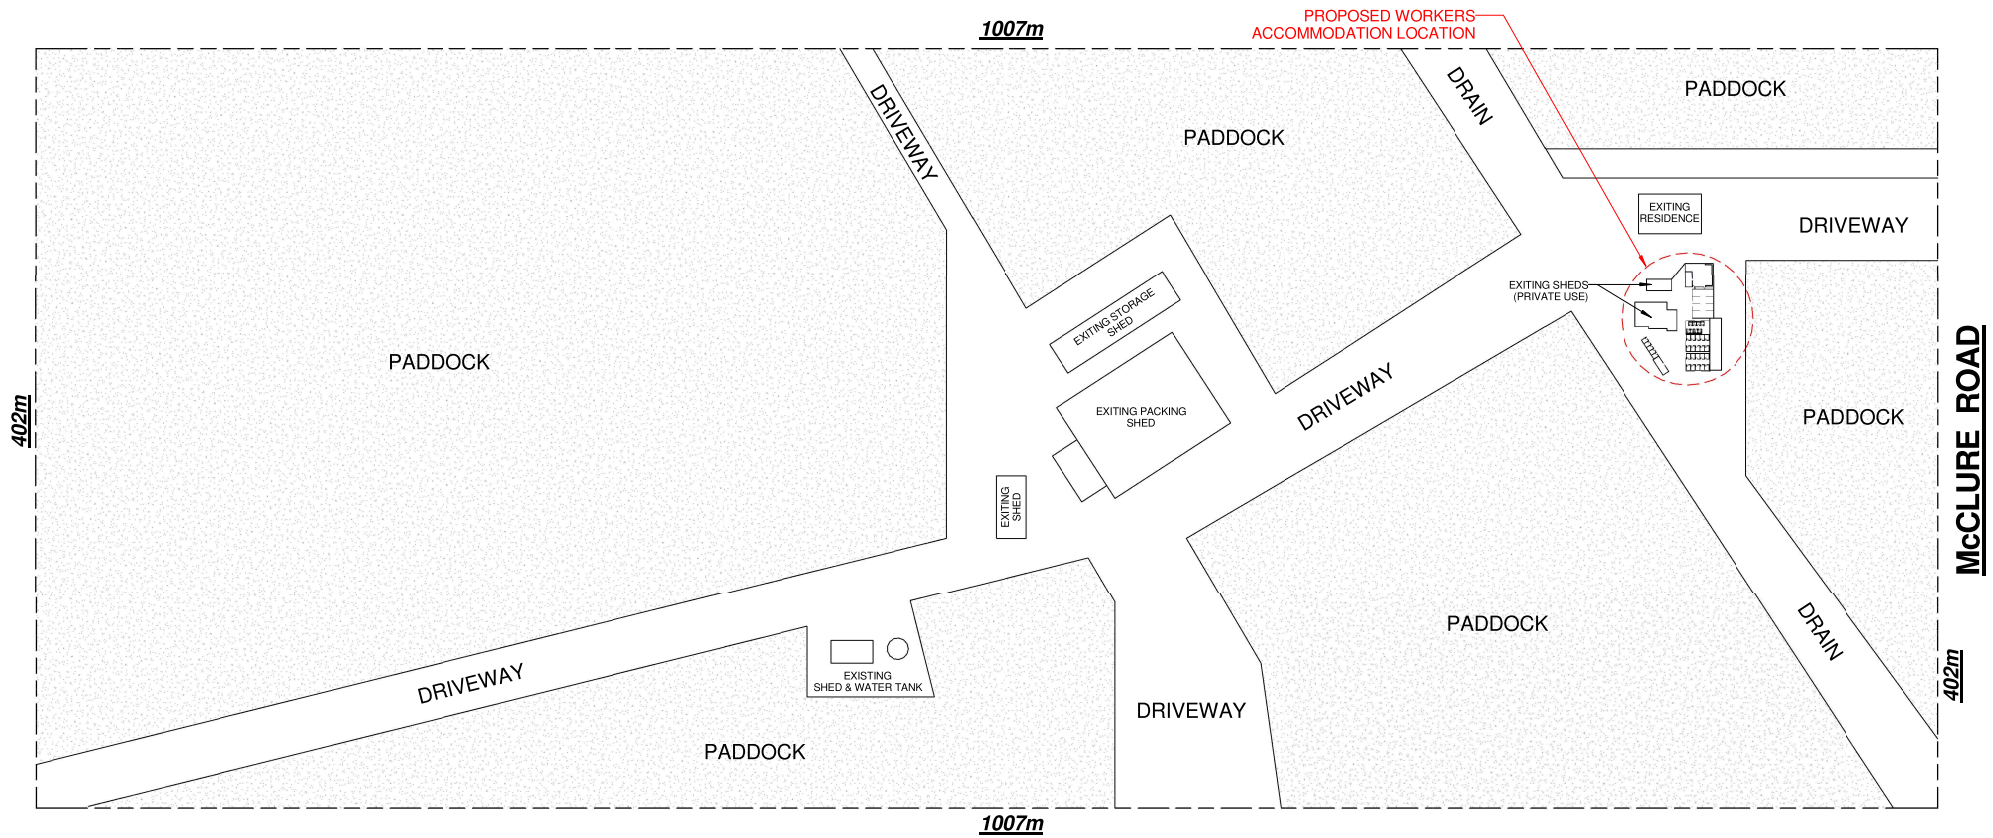 1007m
PROPOSED WORKERS
ACCOMMODATION LOCATION
DRIVEWAY
PADDOCK
DRAIN
PADDOCK
EXITING
RESIDENCE
DRIVEWAY
EXITING SHEDS
(PRIVATE USE)
EXITING STORAGE
SHED
PADDOCK
EXITING PACKING
SHED
DRIVEWAY
PADDOCK
402m
McCLURE ROAD
EXITING
SHED
PADDOCK
DRAIN
402m
DRIVEWAY
EXISTING
SHED & WATER TANK
DRIVEWAY
PADDOCK
1007m